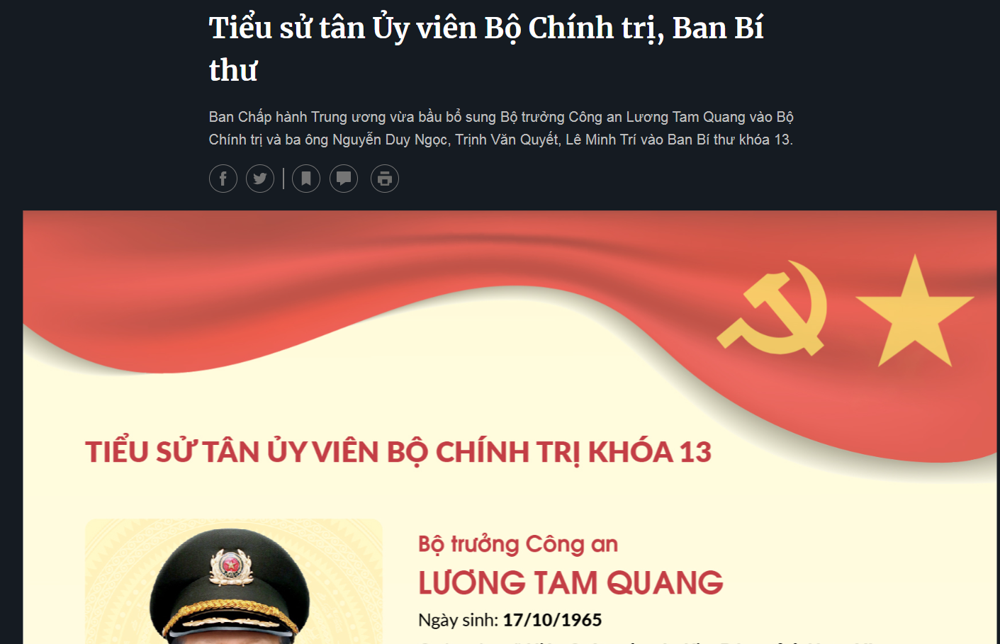 Tiểu sử tân Ủy viên Bộ Chính trị, Ban Bí
thư
Ban Chấp hành Trung ương vừa bầu bổ sung Bộ trưởng Công an Lương Tam Quang vào Bộ
Chính trị và ba ông Nguyễn Duy Ngọc, Trịnh Văn Quyết, Lê Minh Trí vào Ban Bí thư khóa 13.
TIỂU SỬ TÂN ỦY VIÊN BỘ CHÍNH TRỊ KHÓA 13
Bộ trưởng Công an
LƯƠNG TAM QUANG
Ngày sinh: 17/10/1965